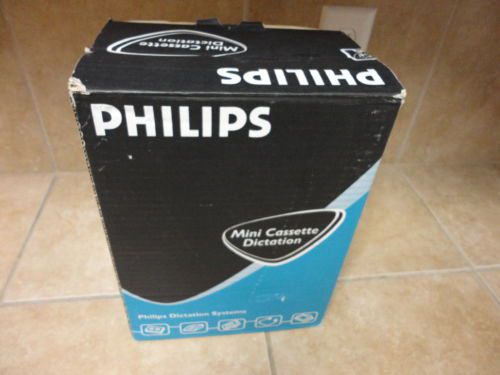 Mini Cassette
Dictation
PHILIPS
PHILIPS
Mini Cassette
Dictation
Philips Dictation Systems